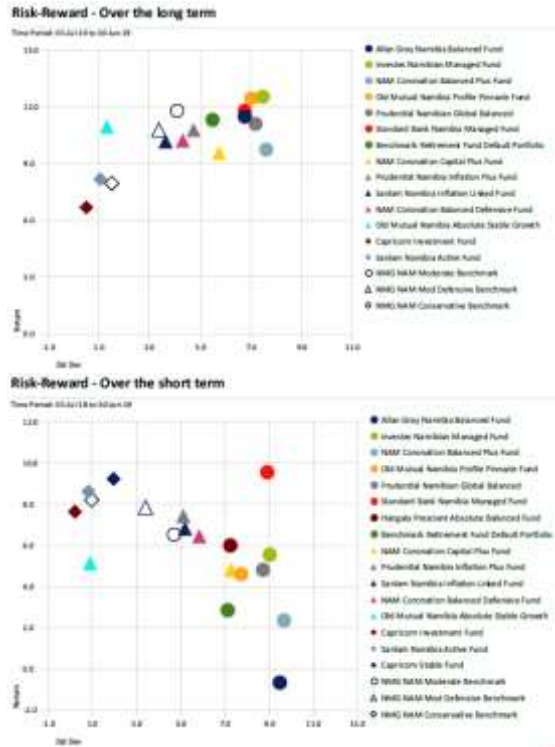 Risk-Reward - Over the long term
Allan Gray Namibia Balanced Fund
Investec Namibian Managed Fund
NAM Coronation Balanced Plus Fund
Old Mutual Namibia Profile Pinnacle Fund
Prudential Namibian Global Balanced
Standard Bank Namibia Managed Fund
Benchmark Retirement Fund Default Portfolio
NAM Coronation Capital Plus Fund
Prudential Namibia Inflation Plus Fund
Sanlam Namibia Inflation Linked Fund
NAM Coronation Balanced Defensive Fund
Old Mutual Namibia Absolute Stable Growth
Capricorn Investment Fund
Sanlam Namibia Active Fund
NMG NAM Moderate Benchmark
NMG NAM Mod Defensive Benchmark
NMG NAM Conservative Benchmark
Return
Std Dev
Risk-Reward - Over the short term
Allan Gray Namibia Balanced Fund
Investec Namibian Managed Fund
NAM Coronation Balanced Plus Fund
Old Mutual Namibia Profile Pinnacle Fund
Prudential Namibian Global Balanced
Standard Bank Namibia Managed Fund
Hangala Prescient Absolute Balanced Fund
Benchmark Retirement Fund Default Portfolio
NAM Coronation Capital Plus Fund
Prudential Namibia Inflation Plus Fund
Sanlam Namibia Inflation Linked Fund
NAM Coronation Balanced Defensive Fund
Old Mutual Namibia Absolute Stable Growth
Capricorn Investment Fund
Sanlam Namibia Active Fund
Capricorn Stable Fund
NMG NAM Moderate Benchmark
NMG NAM Mod Defensive Benchmark
NMG NAM Conservative Benchmark
Return
Std Dev